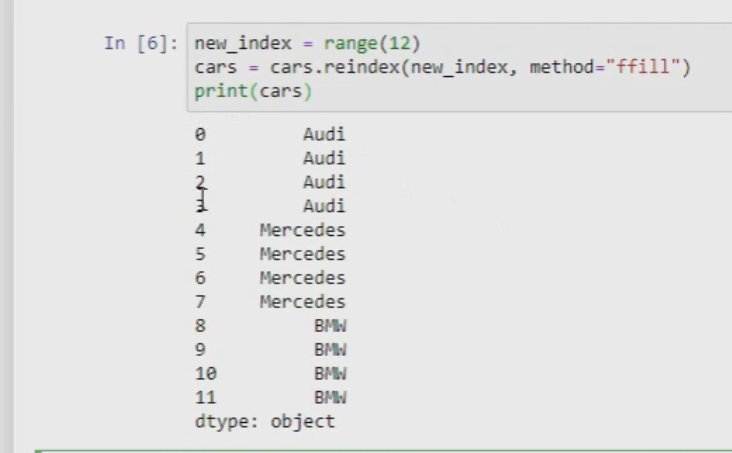 In [6]: new_index = range(12)
cars = cars.reindex(new_index, method="ffill")
print(cars)
0 Audi
1 Audi
2 Audi
3 Audi
4 Mercedes
5 Mercedes
6 Mercedes
7 Mercedes
8 BMW
9 BMW
10 BMW
11 BMW
dtype: object